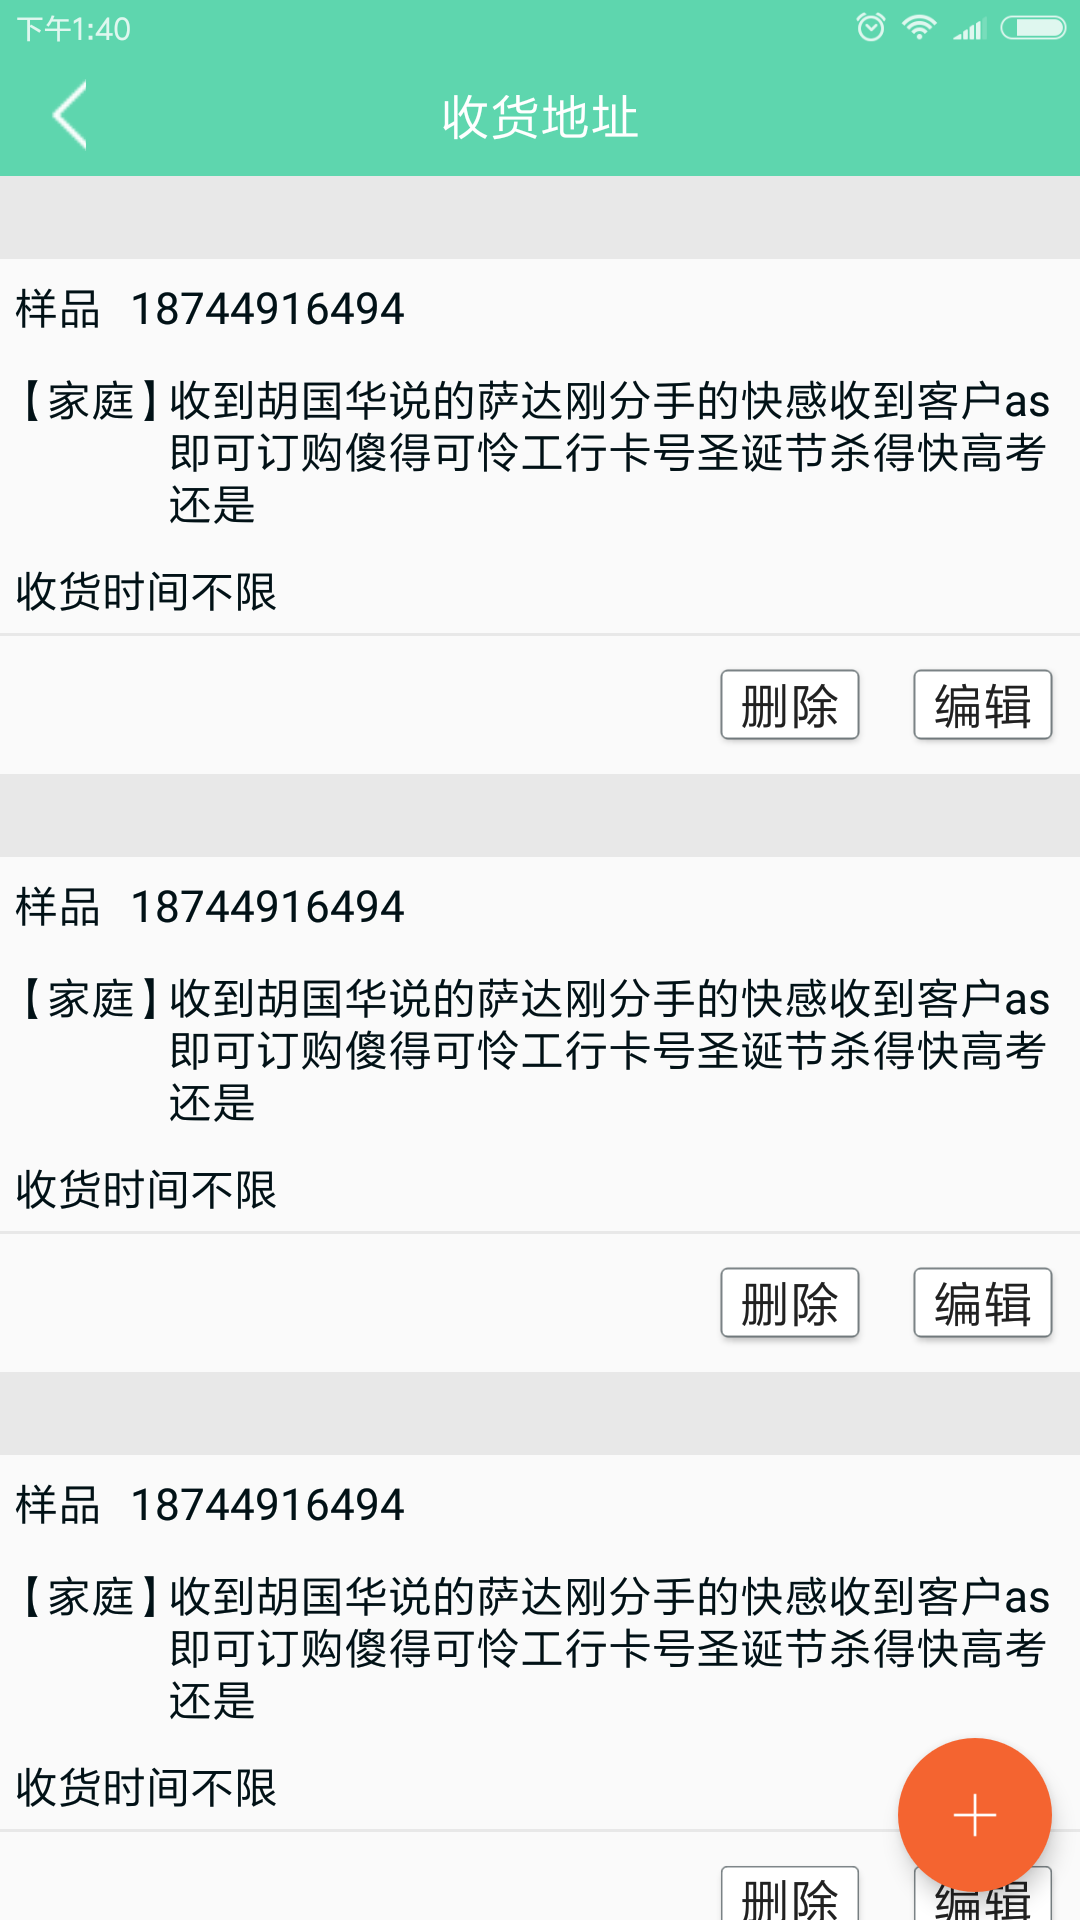 下午1:40
收货地址
样品 18744916494
【家庭】收到胡国华说的萨达刚分手的快感收到客户as
即可订购傻得可怜工行卡号圣诞节杀得快高考
还是
收货时间不限
删除 编辑
样品 18744916494
【家庭】收到胡国华说的萨达刚分手的快感收到客户as
即可订购傻得可怜工行卡号圣诞节杀得快高考
还是
收货时间不限
删除 编辑
样品 18744916494
【家庭】收到胡国华说的萨达刚分手的快感收到客户as
即可订购傻得可怜工行卡号圣诞节杀得快高考
还是
收货时间不限
删除 编辑